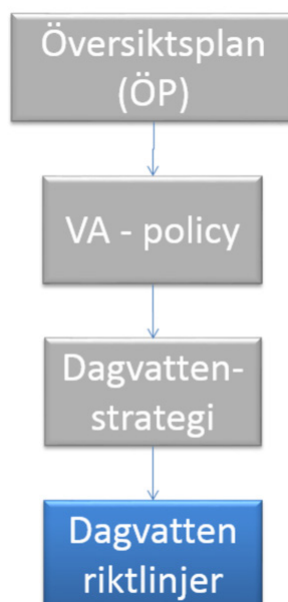 Översiktsplan
(ÖP)
VA - policy
Dagvatten-
strategi
Dagvatten
riktlinjer